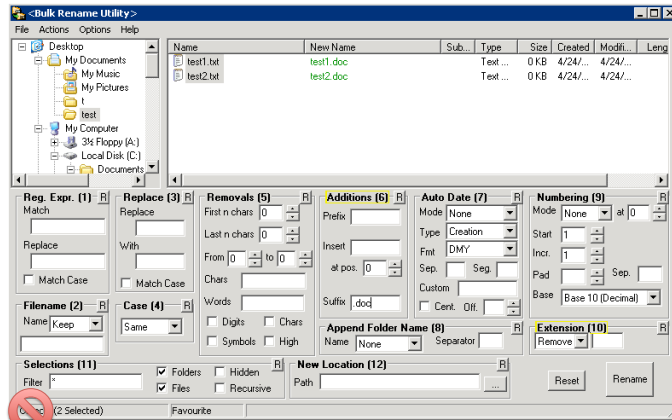 <Bulk Rename Utility>
File Actions Options Help
Desktop
My Documents
My Music
My Pictures
t
test
My Computer
3½ Floppy (A:)
Local Disk (C:)
Documents
Name New Name Sub... Type Size Created Modifi... Leng
test1.txt test1.doc Text ... 0 KB 4/24/... 4/24/...
test2.txt test2.doc Text ... 0 KB 4/24/... 4/24/...
Reg. Expr. (1) R
Match
Replace
Match Case
Replace (3) R
Replace
With
Match Case
Removals (5) R
First n chars 0
Last n chars 0
From 0 to 0
Chars
Words
Digits Chars
Symbols High
Additions (6) R
Prefix
Insert
at pos. 0
Suffix .doc
Auto Date (7) R
Mode None
Type Creation
Fmt DMY
Sep. Seg.
Custom
Cent. Off.
Numbering (9) R
Mode None at 0
Start 1
Incr. 1
Pad Sep.
Base Base 10 (Decimal)
Filename (2) R
Name Keep
Case (4) R
Same
Append Folder Name (8) R
Name None Separator
Extension (10) R
Remove
Selections (11) R
Filter *
Folders Hidden
Files Recursive
New Location (12) R
Path ...
Reset Rename
(2 Selected) Favourite